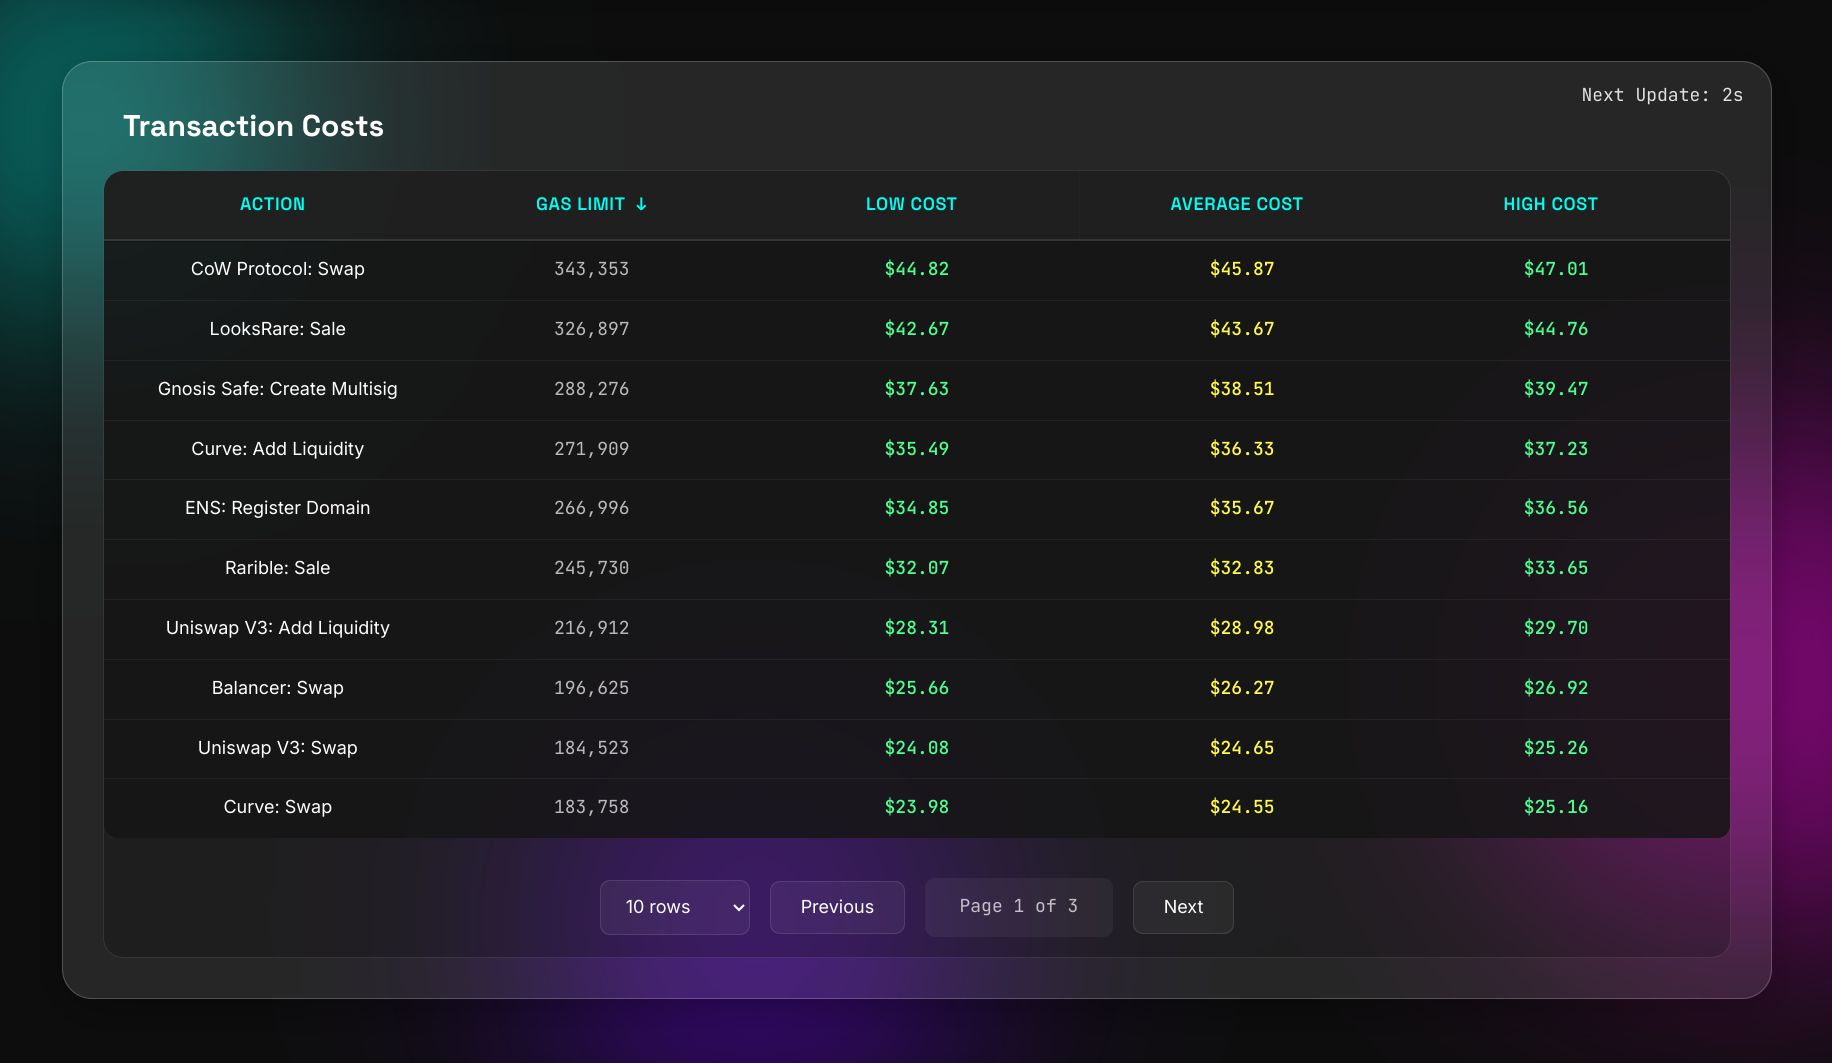 Next Update: 2s
Transaction Costs
ACTION GAS LIMIT ↓ LOW COST AVERAGE COST HIGH COST
CoW Protocol: Swap 343,353 $44.82 $45.87 $47.01
LooksRare: Sale 326,897 $42.67 $43.67 $44.76
Gnosis Safe: Create Multisig 288,276 $37.63 $38.51 $39.47
Curve: Add Liquidity 271,909 $35.49 $36.33 $37.23
ENS: Register Domain 266,996 $34.85 $35.67 $36.56
Rarible: Sale 245,730 $32.07 $32.83 $33.65
Uniswap V3: Add Liquidity 216,912 $28.31 $28.98 $29.70
Balancer: Swap 196,625 $25.66 $26.27 $26.92
Uniswap V3: Swap 184,523 $24.08 $24.65 $25.26
Curve: Swap 183,758 $23.98 $24.55 $25.16
10 rows Previous Page 1 of 3 Next